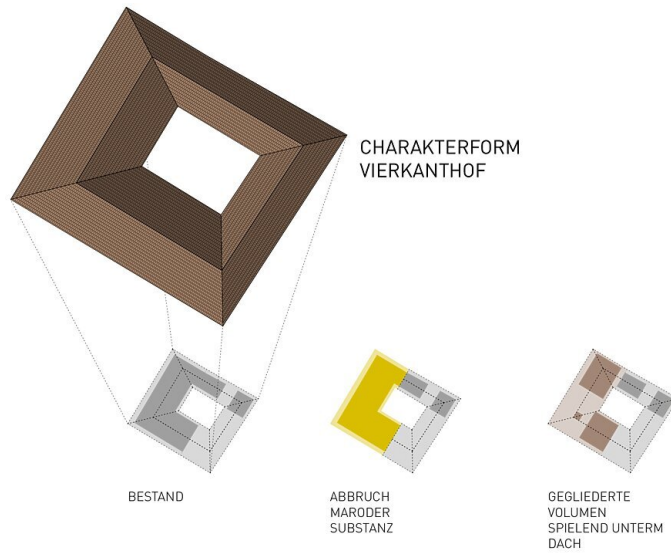 CHARAKTERFORM
VIERKANTHOF
BESTAND
ABBRUCH
MARODER
SUBSTANZ
GEGLIEDERTE
VOLUMEN
SPIELEND UNTERM
DACH